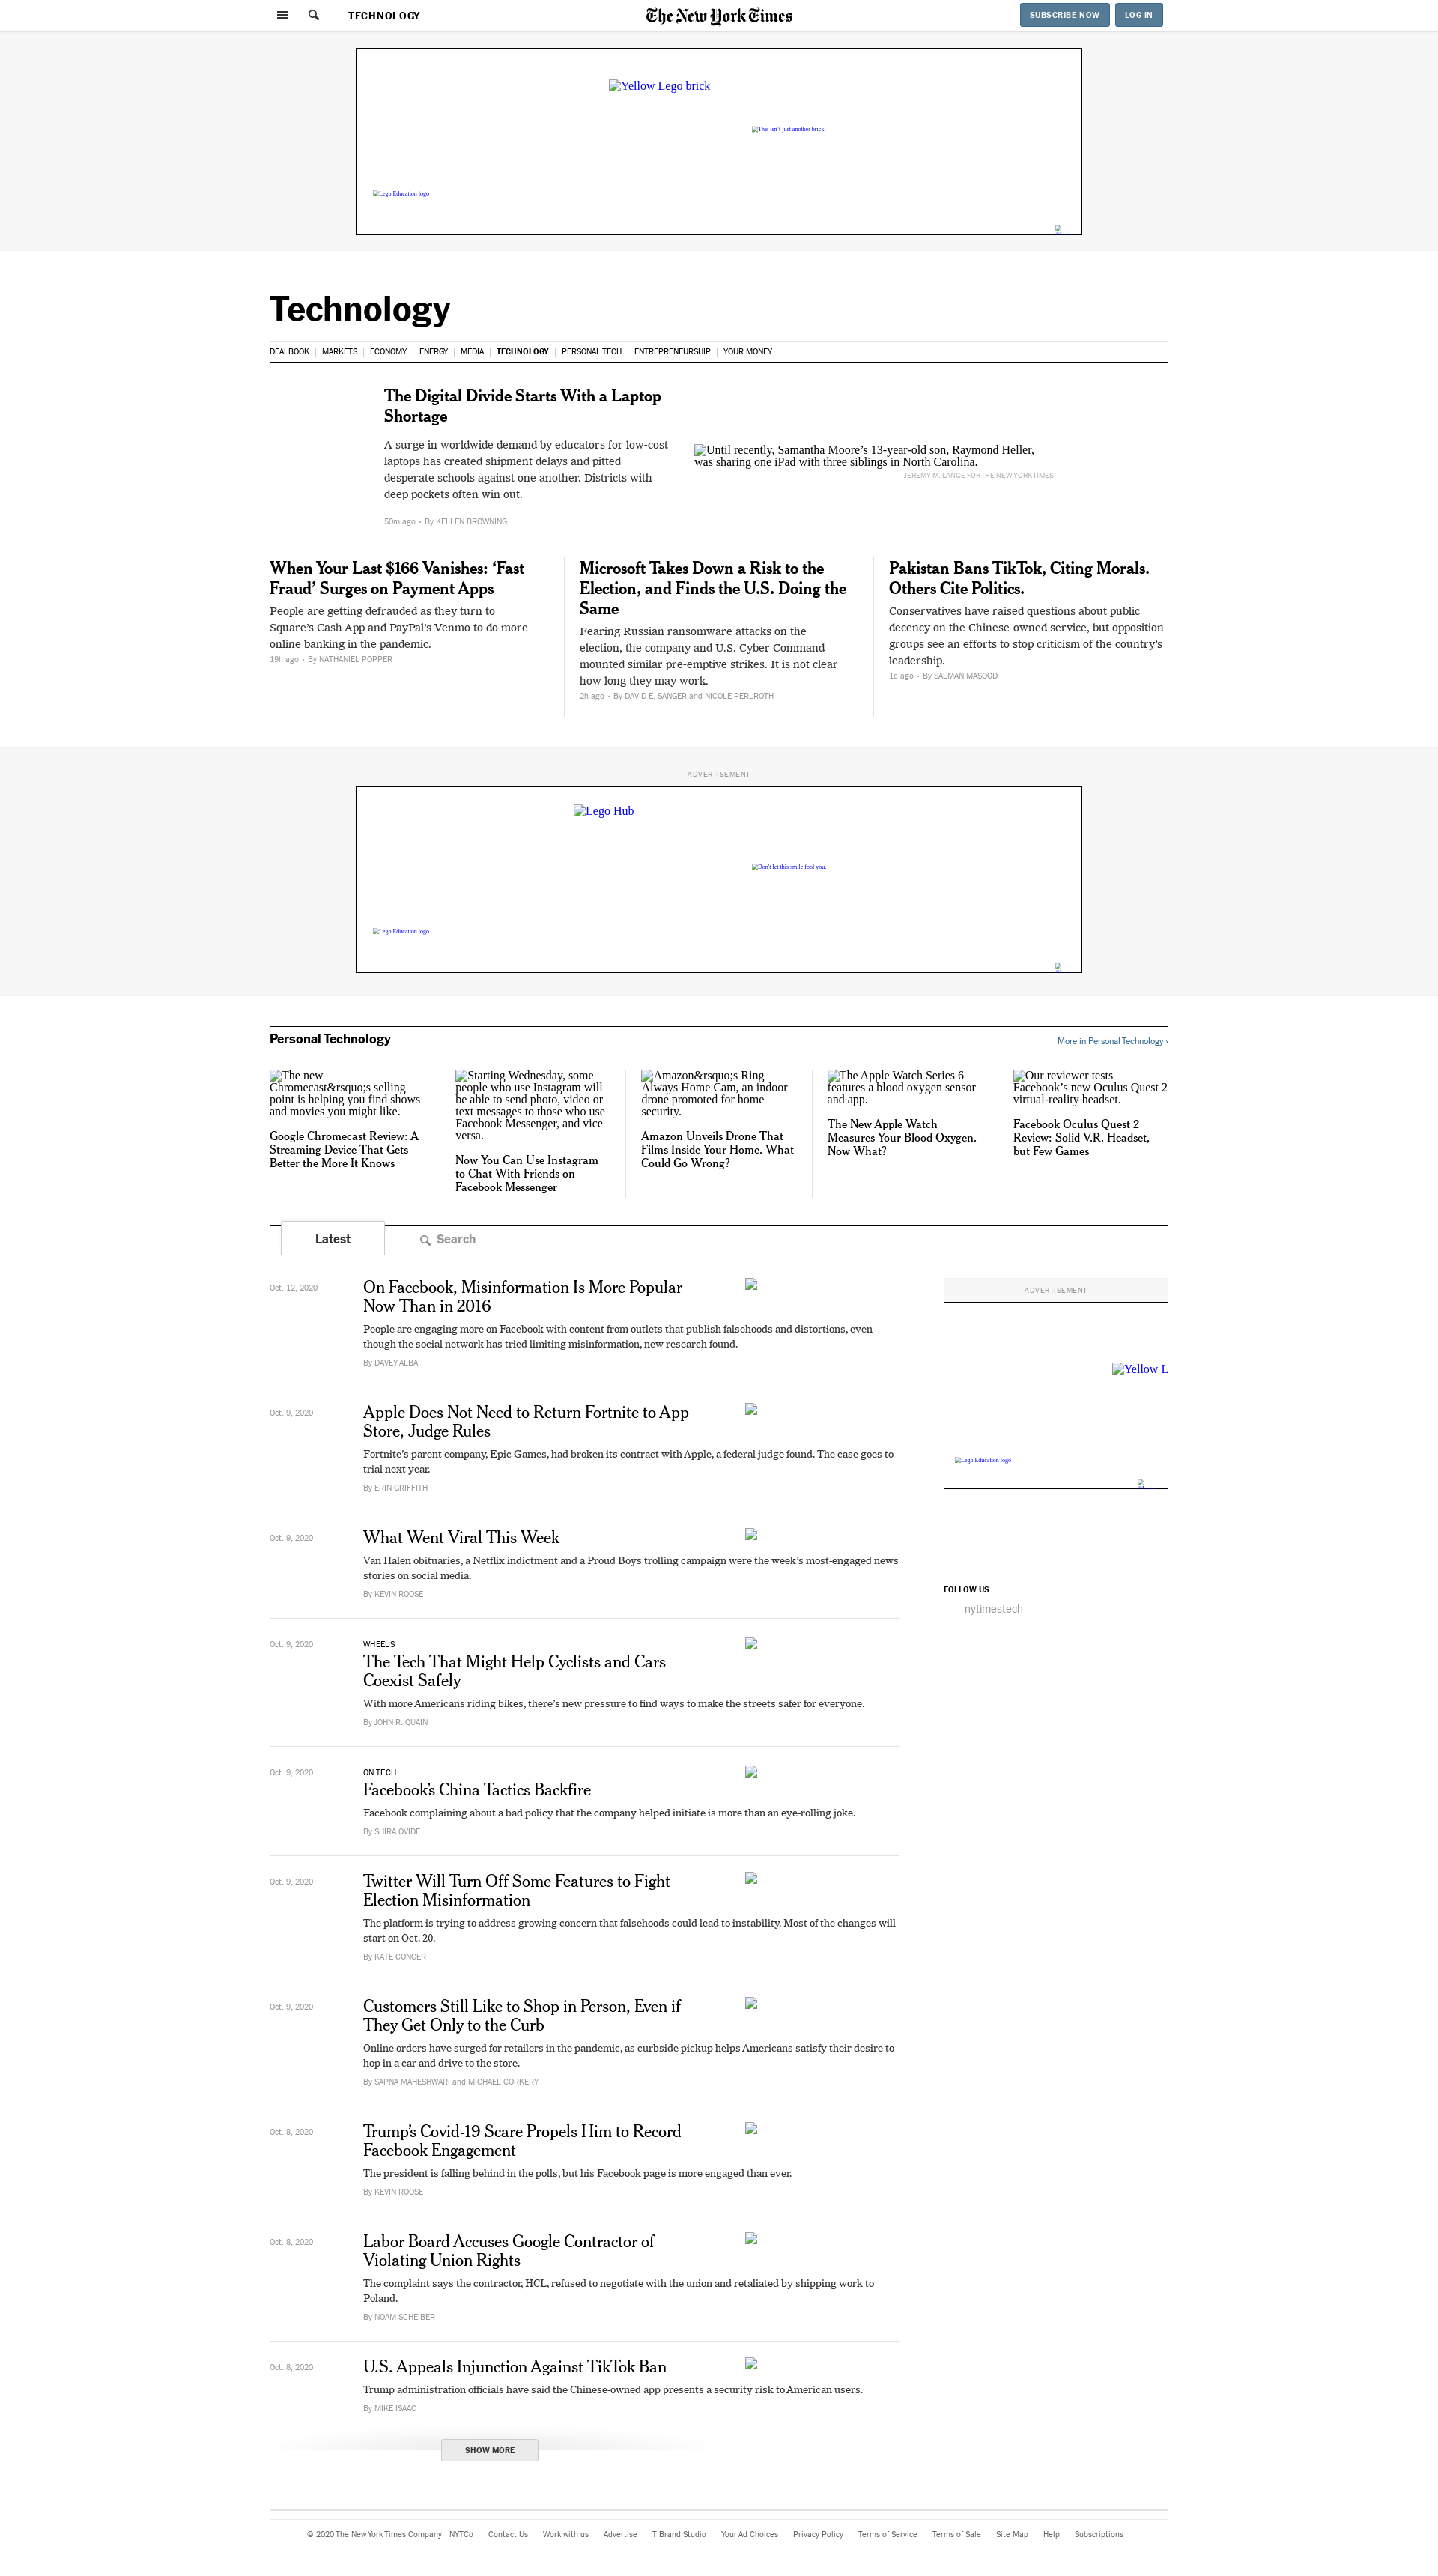 TECHNOLOGY
The New York Times
SUBSCRIBE NOW
LOG IN
Yellow Lego brick
This isn't just another brick.
Lego Education logo
Technology
DEALBOOK
MARKETS
ECONOMY
ENERGY
MEDIA
TECHNOLOGY
PERSONAL TECH
ENTREPRENEURSHIP
YOUR MONEY
The Digital Divide Starts With a Laptop
Shortage
A surge in worldwide demand by educators for low-cost
laptops has created shipment delays and pitted
desperate schools against one another. Districts with
deep pockets often win out.
50m ago • By KELLEN BROWNING
Until recently, Samantha Moore’s 13-year-old son, Raymond Heller,
was sharing one iPad with three siblings in North Carolina.
JEREMY M. LANGE FOR THE NEW YORK TIMES
When Your Last $166 Vanishes: ‘Fast
Fraud’ Surges on Payment Apps
People are getting defrauded as they turn to
Square’s Cash App and PayPal’s Venmo to do more
online banking in the pandemic.
19h ago • By NATHANIEL POPPER
Microsoft Takes Down a Risk to the
Election, and Finds the U.S. Doing the
Same
Fearing Russian ransomware attacks on the
election, the company and U.S. Cyber Command
mounted similar pre-emptive strikes. It is not clear
how long they may work.
2h ago • By DAVID E. SANGER and NICOLE PERLROTH
Pakistan Bans TikTok, Citing Morals.
Others Cite Politics.
Conservatives have raised questions about public
decency on the Chinese-owned service, but opposition
groups see an efforts to stop criticism of the country’s
leadership.
1d ago • By SALMAN MASOOD
ADVERTISEMENT
Lego Hub
Don't let this smile fool you.
Lego Education logo
Personal Technology
More in Personal Technology ›
The new
Chromecast&rsquo;s selling
point is helping you find shows
and movies you might like.
Google Chromecast Review: A
Streaming Device That Gets
Better the More It Knows
Starting Wednesday, some
people who use Instagram will
be able to send photo, video or
text messages to those who use
Facebook Messenger, and vice
versa.
Now You Can Use Instagram
to Chat With Friends on
Facebook Messenger
Amazon&rsquo;s Ring
Always Home Cam, an indoor
drone promoted for home
security.
Amazon Unveils Drone That
Films Inside Your Home. What
Could Go Wrong?
The Apple Watch Series 6
features a blood oxygen sensor
and app.
The New Apple Watch
Measures Your Blood Oxygen.
Now What?
Our reviewer tests
Facebook’s new Oculus Quest 2
virtual-reality headset.
Facebook Oculus Quest 2
Review: Solid V.R. Headset,
but Few Games
Latest
Search
Oct. 12, 2020
On Facebook, Misinformation Is More Popular
Now Than in 2016
People are engaging more on Facebook with content from outlets that publish falsehoods and distortions, even
though the social network has tried limiting misinformation, new research found.
By DAVEY ALBA
Oct. 9, 2020
Apple Does Not Need to Return Fortnite to App
Store, Judge Rules
Fortnite’s parent company, Epic Games, had broken its contract with Apple, a federal judge found. The case goes to
trial next year.
By ERIN GRIFFITH
Oct. 9, 2020
What Went Viral This Week
Van Halen obituaries, a Netflix indictment and a Proud Boys trolling campaign were the week’s most-engaged news
stories on social media.
By KEVIN ROOSE
Oct. 9, 2020
WHEELS
The Tech That Might Help Cyclists and Cars
Coexist Safely
With more Americans riding bikes, there’s new pressure to find ways to make the streets safer for everyone.
By JOHN R. QUAIN
Oct. 9, 2020
ON TECH
Facebook’s China Tactics Backfire
Facebook complaining about a bad policy that the company helped initiate is more than an eye-rolling joke.
By SHIRA OVIDE
Oct. 9, 2020
Twitter Will Turn Off Some Features to Fight
Election Misinformation
The platform is trying to address growing concern that falsehoods could lead to instability. Most of the changes will
start on Oct. 20.
By KATE CONGER
Oct. 9, 2020
Customers Still Like to Shop in Person, Even if
They Get Only to the Curb
Online orders have surged for retailers in the pandemic, as curbside pickup helps Americans satisfy their desire to
hop in a car and drive to the store.
By SAPNA MAHESHWARI and MICHAEL CORKERY
Oct. 8, 2020
Trump’s Covid-19 Scare Propels Him to Record
Facebook Engagement
The president is falling behind in the polls, but his Facebook page is more engaged than ever.
By KEVIN ROOSE
Oct. 8, 2020
Labor Board Accuses Google Contractor of
Violating Union Rights
The complaint says the contractor, HCL, refused to negotiate with the union and retaliated by shipping work to
Poland.
By NOAM SCHEIBER
Oct. 8, 2020
U.S. Appeals Injunction Against TikTok Ban
Trump administration officials have said the Chinese-owned app presents a security risk to American users.
By MIKE ISAAC
SHOW MORE
ADVERTISEMENT
Yellow L
Lego Education logo
FOLLOW US
nytimestech
© 2020 The New York Times Company
NYTCo
Contact Us
Work with us
Advertise
T Brand Studio
Your Ad Choices
Privacy Policy
Terms of Service
Terms of Sale
Site Map
Help
Subscriptions